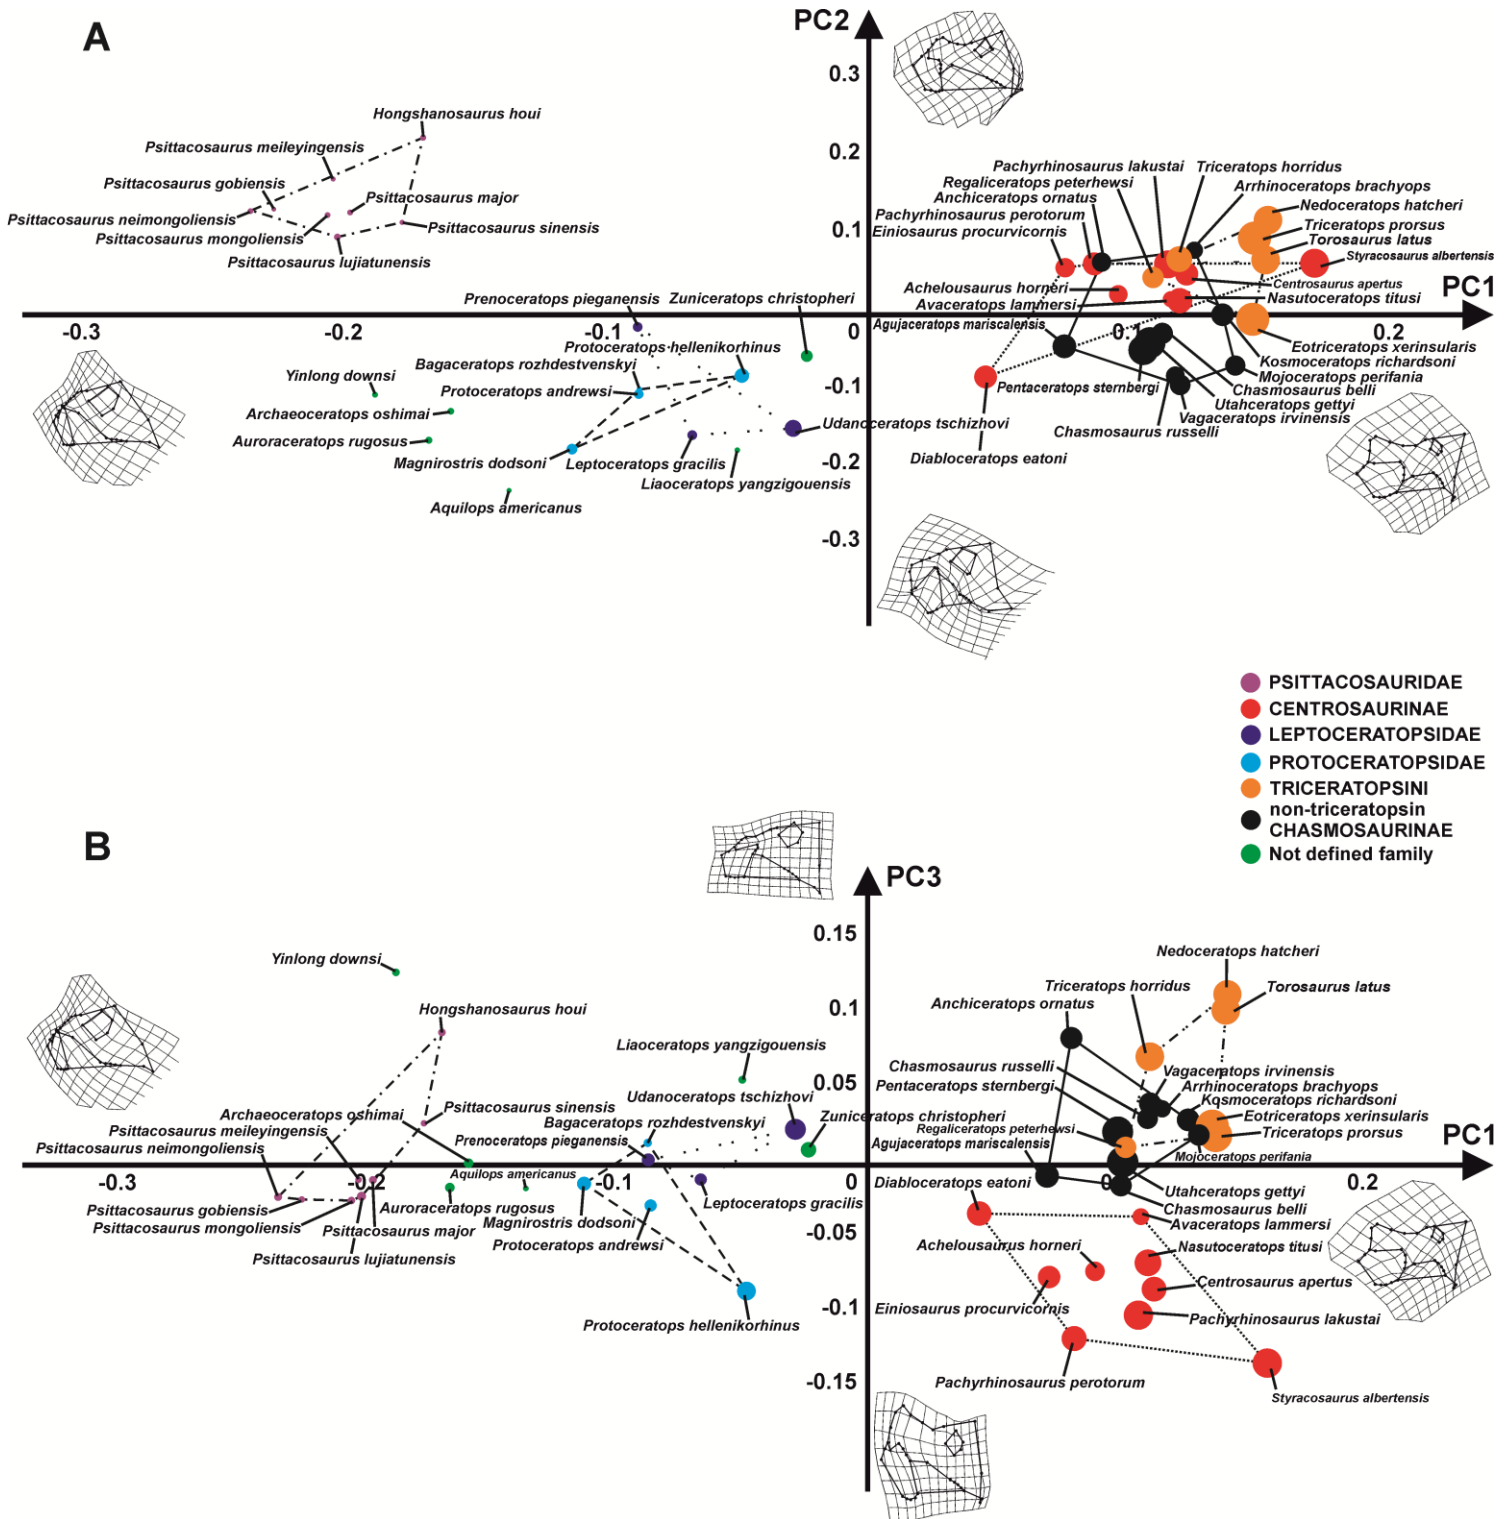 A
PC2
0.3
Hongshanosaurus houi
0.2
Psittacosaurus meileyingensis
Pachyrhinosaurus lakustai
Triceratops horridus
Psittacosaurus gobiensis
Regaliceratops peterhewsi
Arrhinoceratops brachyops
Psittacosaurus major
Anchiceratops ornatus
Nedoceratops hatcheri
Psittacosaurus neimongoliensis
Pachyrhinosaurus perotorum
Triceratops prorsus
Psittacosaurus mongoliensis
Psittacosaurus sinensis
0.1
Einiosaurus procurvicornis
Torosaurus latus
Psittacosaurus lujiatunensis
Styracosaurus albertensis
Achelousaurus horneri
Centrosaurus apertus
PC1
Prenoceratops pieganensis
Zuniceratops christopheri
Avaceratops lammersi
Nasutoceratops titusi
-0.3
-0.2
-0.1
0
Agujaceratops mariscalensis
0.1
0.2
Protoceratops hellenikorhinus
Eotriceratops xerinsularis
Bagaceratops rozhdestvenskyi
Kosmoceratops richardsoni
Yinlong downsi
Protoceratops andrewsi
-0.1
Pentaceratops sternbergi
Mojoceratops perifania
Chasmosaurus belli
Archaeoceratops oshimai
Utahceratops gettyi
Auroraceratops rugosus
Udanoceratops tschizhovi
Vagaceratops irvinensis
Chasmosaurus russelli
Magnirostris dodsoni
Leptoceratops gracilis
-0.2
Diabloceratops eatoni
Liaoceratops yangzigouensis
Aquilops americanus
-0.3
PSITTACOSAURIDAE
CENTROSAURINAE
LEPTOCERATOPSIDAE
PROTOCERATOPSIDAE
TRICERATOPSINI
non-triceratopsin
CHASMOSAURINAE
Not defined family
B
PC3
0.15
Yinlong downsi
Nedoceratops hatcheri
Triceratops horridus
Torosaurus latus
Hongshanosaurus houi
0.1
Anchiceratops ornatus
Liaoceratops yangzigouensis
Chasmosaurus russelli
Vagaceratops irvinensis
0.05
Pentaceratops sternbergi
Arrhinoceratops brachyops
Udanoceratops tschizhovi
Kosmoceratops richardsoni
Archaeoceratops oshimai
Psittacosaurus sinensis
Bagaceratops rozhdestvenskyi
Zuniceratops christopheri
Eotriceratops xerinsularis
Psittacosaurus meileyingensis
Prenoceratops pieganensis
Regaliceratops peterhewsi
Triceratops prorsus
PC1
Psittacosaurus neimongoliensis
Agujaceratops mariscalensis
Mojoceratops perifania
-0.3
-0.2
Aquilops americanus
-0.1
0
Diabloceratops eatoni
0.2
Psittacosaurus gobiensis
Auroraceratops rugosus
Leptoceratops gracilis
Utahceratops gettyi
Psittacosaurus mongoliensis
Psittacosaurus major
Magnirostris dodsoni
Chasmosaurus belli
Avaceratops lammersi
Psittacosaurus lujiatunensis
Protoceratops andrewsi
-0.05
Achelousaurus horneri
Nasutoceratops titusi
Centrosaurus apertus
Protoceratops hellenikorhinus
-0.1
Einiosaurus procurvicornis
Pachyrhinosaurus lakustai
-0.15
Pachyrhinosaurus perotorum
Styracosaurus albertensis